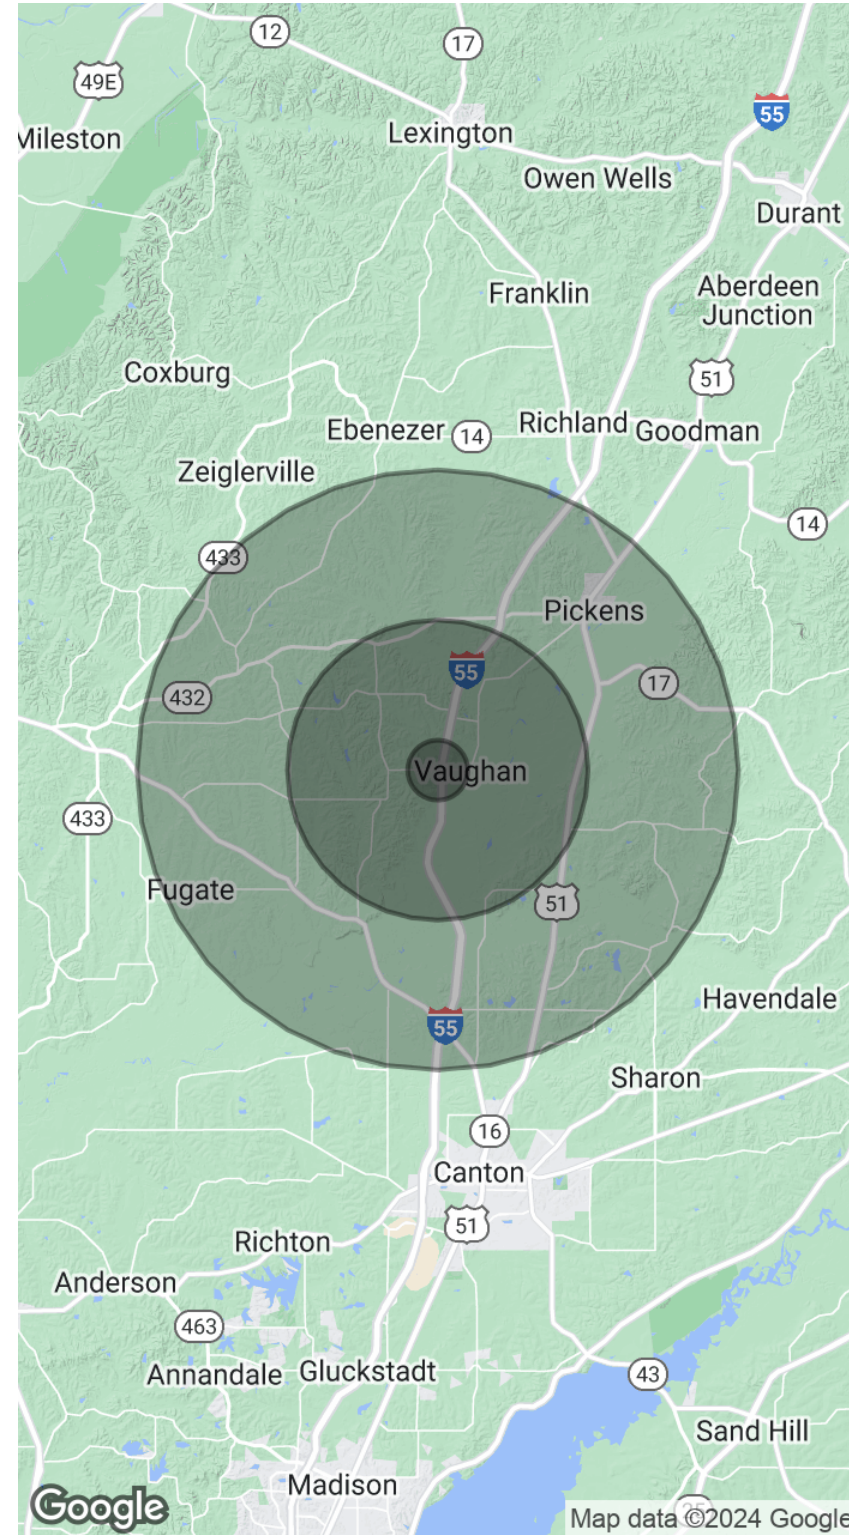 12
17
49E
55
Mileston
Lexington
Owen Wells
Durant
Franklin
Aberdeen
Junction
Coxburg
51
Ebenezer
14
Richland
Goodman
Zeiglerville
14
433
Pickens
55
432
17
Vaughan
433
Fugate
51
Havendale
55
Sharon
16
Canton
51
Richton
Anderson
463
Annandale
Gluckstadt
43
Sand Hill
Madison
25
Google
Map data ©2024 Google